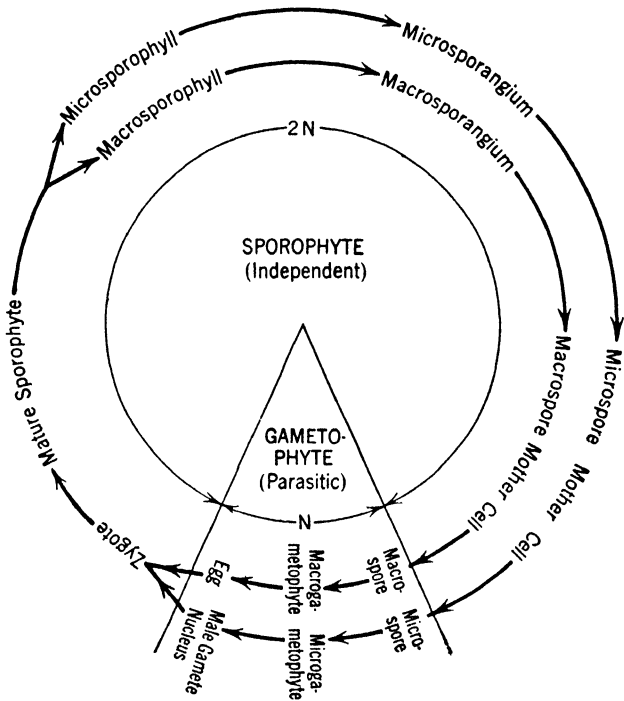 Microsporophyll
Microsporangium
Macrosporophyll
Macrosporangium
2N
SPOROPHYTE
(Independent)
Mature Sporophyte
Macrospore Mother Cell
Microspore Mother Cell
GAMETO-
PHYTE
(Parasitic)
N
Zygote
Egg
Macroga-
metophyte
Macro-
spore
Male Gamete
Nucleus
Microga-
metophyte
Micro-
spore